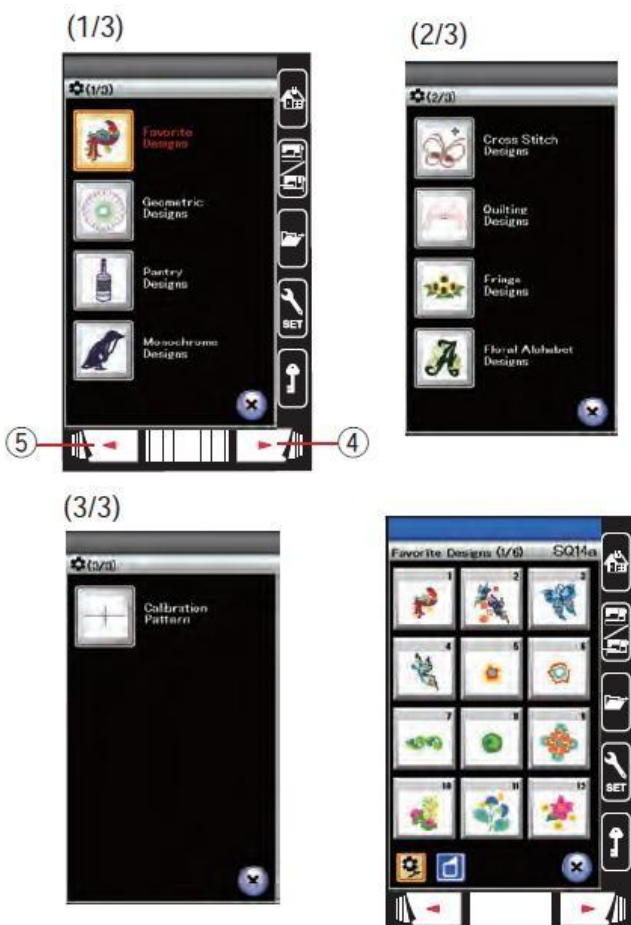 (1/3)
(1/3)
Favorite
Designs
Geometric
Designs
Pantry
Designs
Monochrome
Designs
SET
⑤
④
(2/3)
(2/3)
Cross Stitch
Designs
Quilting
Designs
Fringe
Designs
Floral Alphabet
Designs
A
(3/3)
(3/3)
Calibration
Pattern
Favorite Designs (1/6) SQ14a
1 2 3
4 5 6
7 8 9
10 11 12
SET